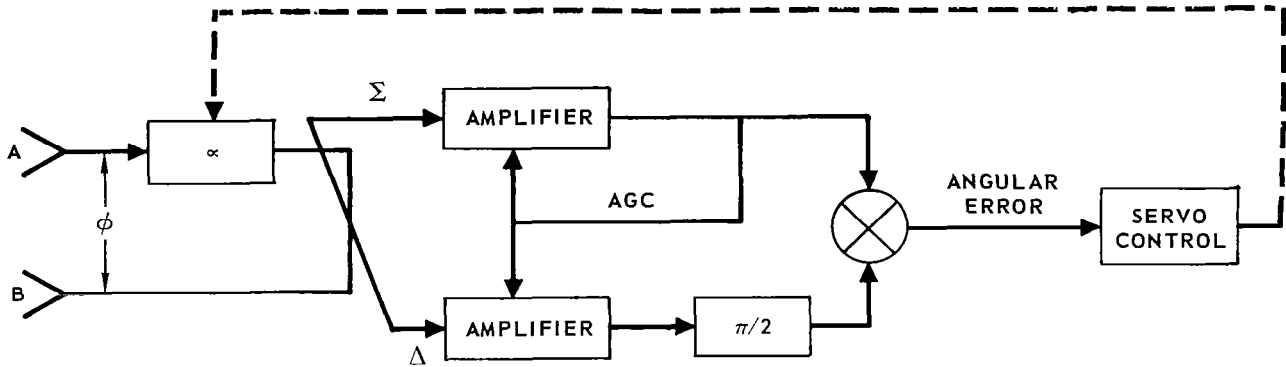 Σ
AMPLIFIER
A
∝
AGC
ANGULAR
ERROR
SERVO
CONTROL
φ
B
AMPLIFIER
π/2
Δ